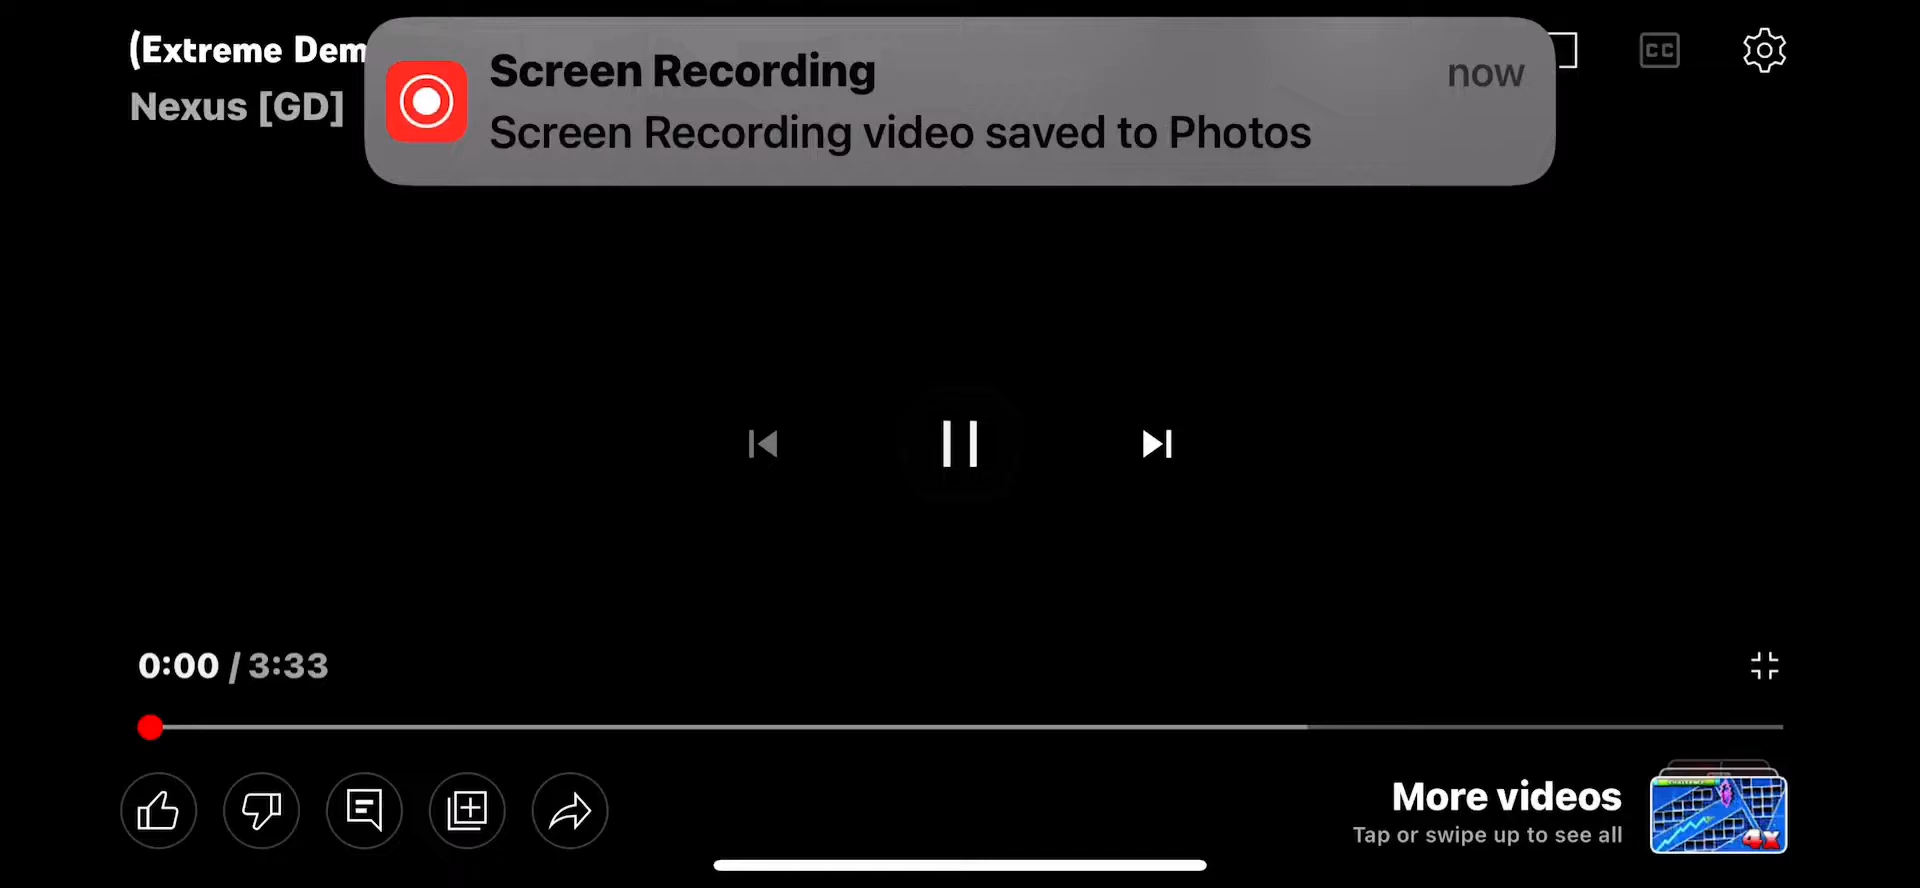 (Extreme Dem
Nexus [GD]
Screen Recording
now
Screen Recording video saved to Photos
CC
0:00 / 3:33
More videos
Tap or swipe up to see all
4x